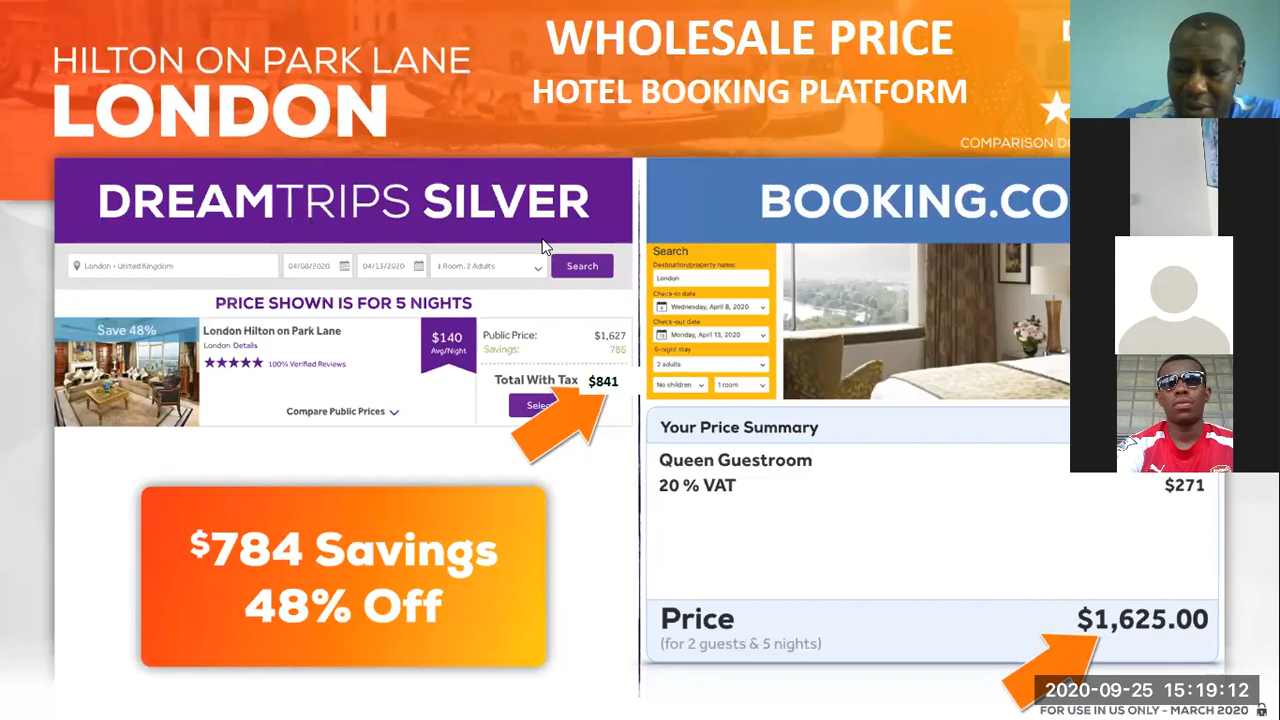 HILTON ON PARK LANE
LONDON
WHOLESALE PRICE
HOTEL BOOKING PLATFORM
COMPARISON DO
DREAMTRIPS SILVER
London - United Kingdom
04/08/2020
04/13/2020
1 Room, 2 Adults
Search
PRICE SHOWN IS FOR 5 NIGHTS
Save 48%
London Hilton on Park Lane
London Details
100% Verified Reviews
$140
Avg/Night
Public Price: $1,627
Savings: 786
Total With Tax $841
Selec
Compare Public Prices
$784 Savings
48% Off
BOOKING.CO
Search
Destination/property name:
London
Check-in date
Wednesday, April 8, 2020
Check-out date
Monday, April 13, 2020
5-night stay
2 adults
No children
1 room
Your Price Summary
Queen Guestroom
20 % VAT $271
Price $1,625.00
(for 2 guests & 5 nights)
2020-09-25 15:19:12
FOR USE IN US ONLY - MARCH 2020